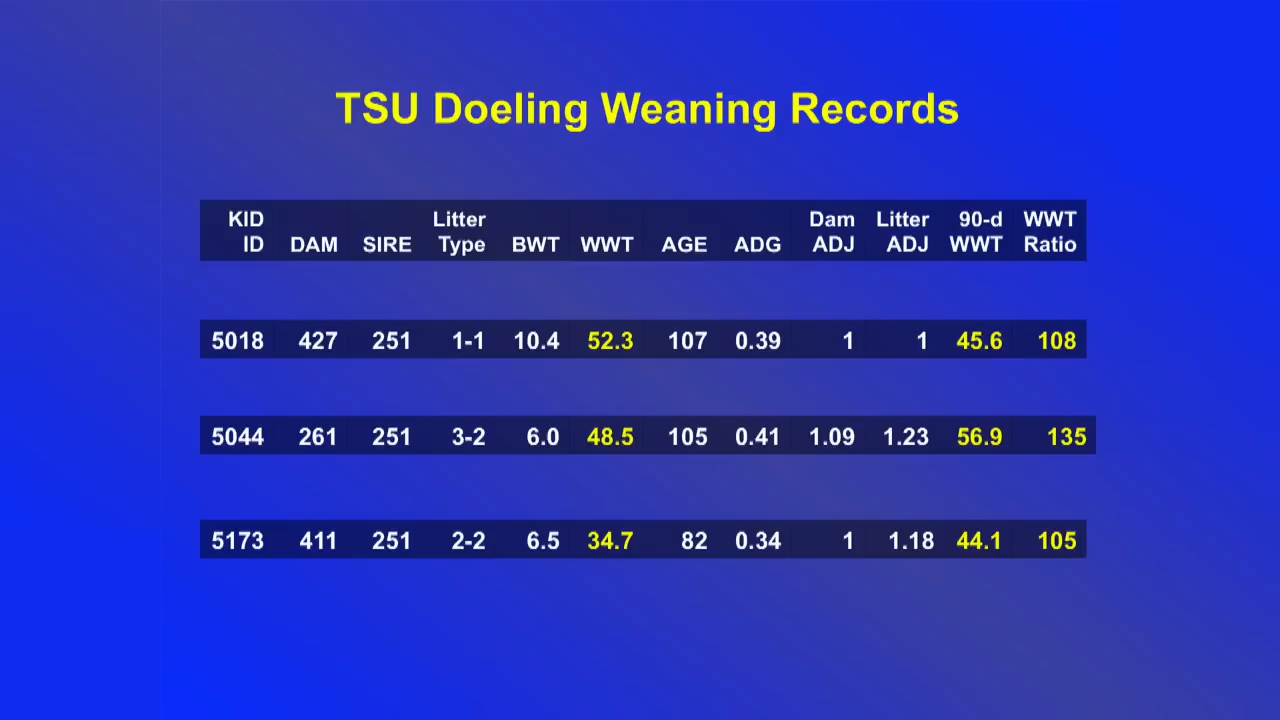 TSU Doeling Weaning Records
KID Litter Dam Litter 90-d WWT
ID DAM SIRE Type BWT WWT AGE ADG ADJ ADJ WWT Ratio
5018 427 251 1-1 10.4 52.3 107 0.39 1 1 45.6 108
5044 261 251 3-2 6.0 48.5 105 0.41 1.09 1.23 56.9 135
5173 411 251 2-2 6.5 34.7 82 0.34 1 1.18 44.1 105